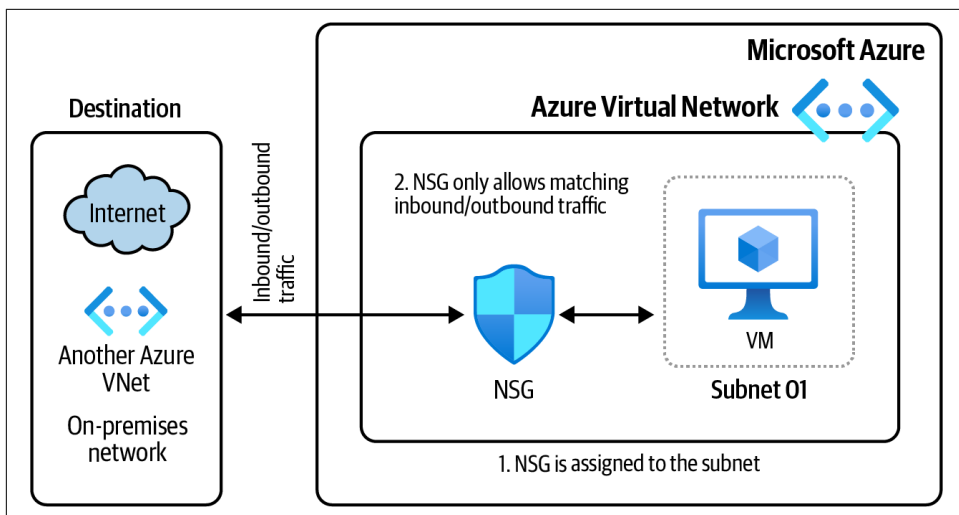 Microsoft Azure
Azure Virtual Network
Destination
Internet
Another Azure
VNet
On-premises
network
Inbound/outbound
traffic
2. NSG only allows matching
inbound/outbound traffic
NSG
VM
Subnet 01
1. NSG is assigned to the subnet